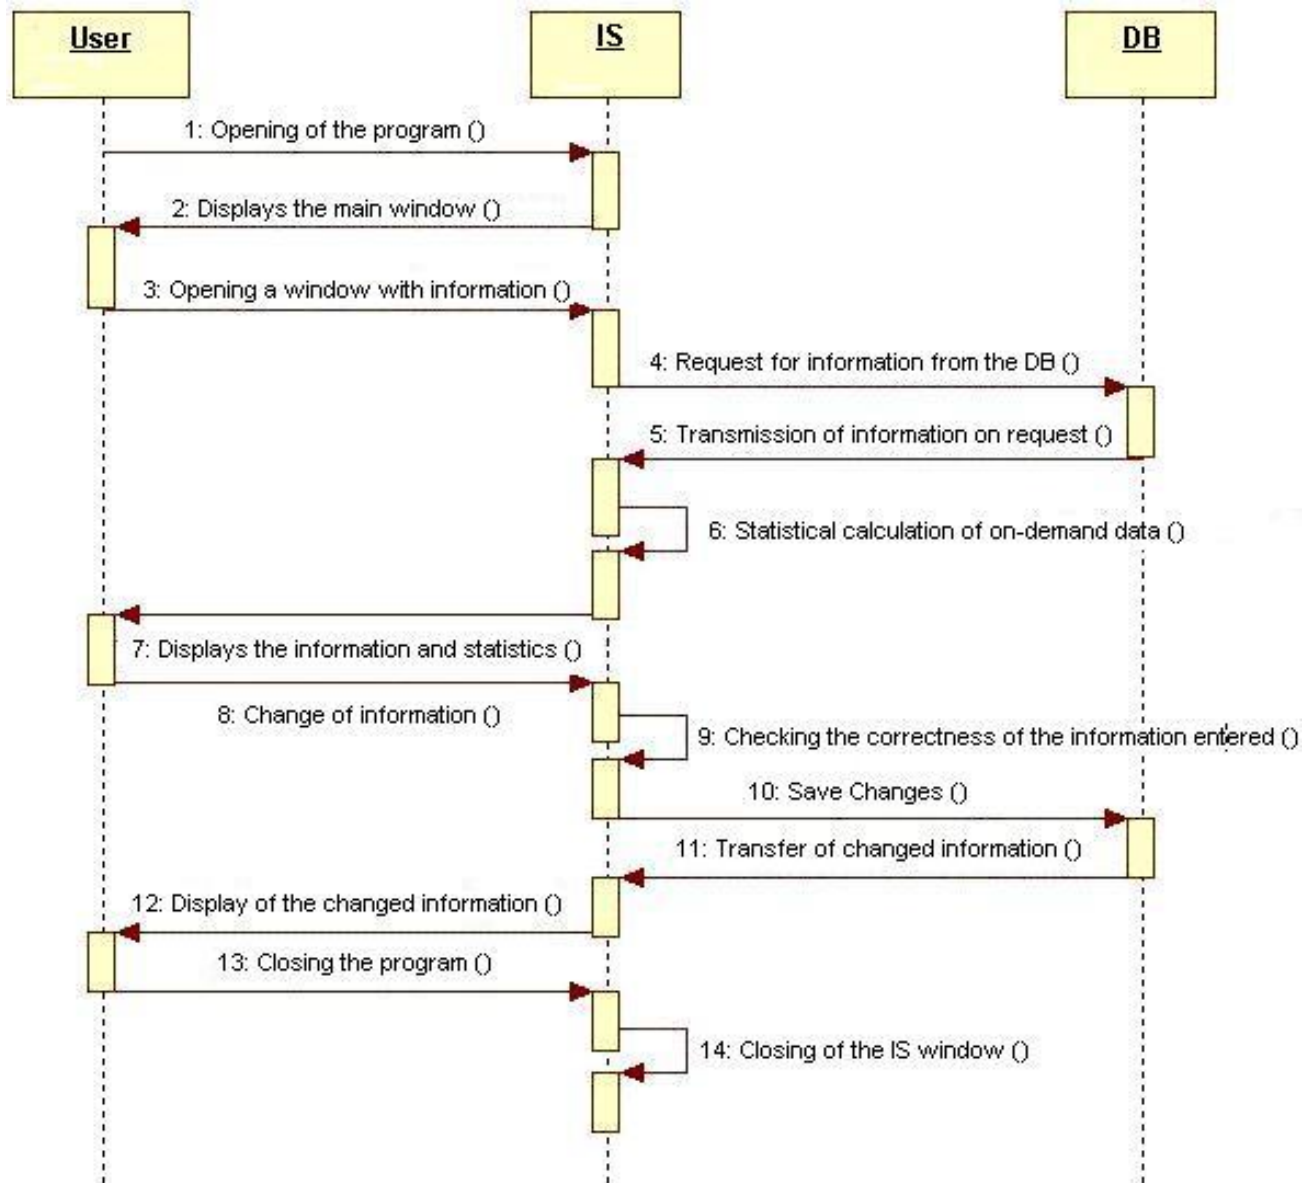 User
IS
DB
1: Opening of the program ()
2: Displays the main window ()
3: Opening a window with information ()
4: Request for information from the DB ()
5: Transmission of information on request ()
6: Statistical calculation of on-demand data ()
7: Displays the information and statistics ()
8: Change of information ()
9: Checking the correctness of the information entered ()
10: Save Changes ()
11: Transfer of changed information ()
12: Display of the changed information ()
13: Closing the program ()
14: Closing of the IS window ()